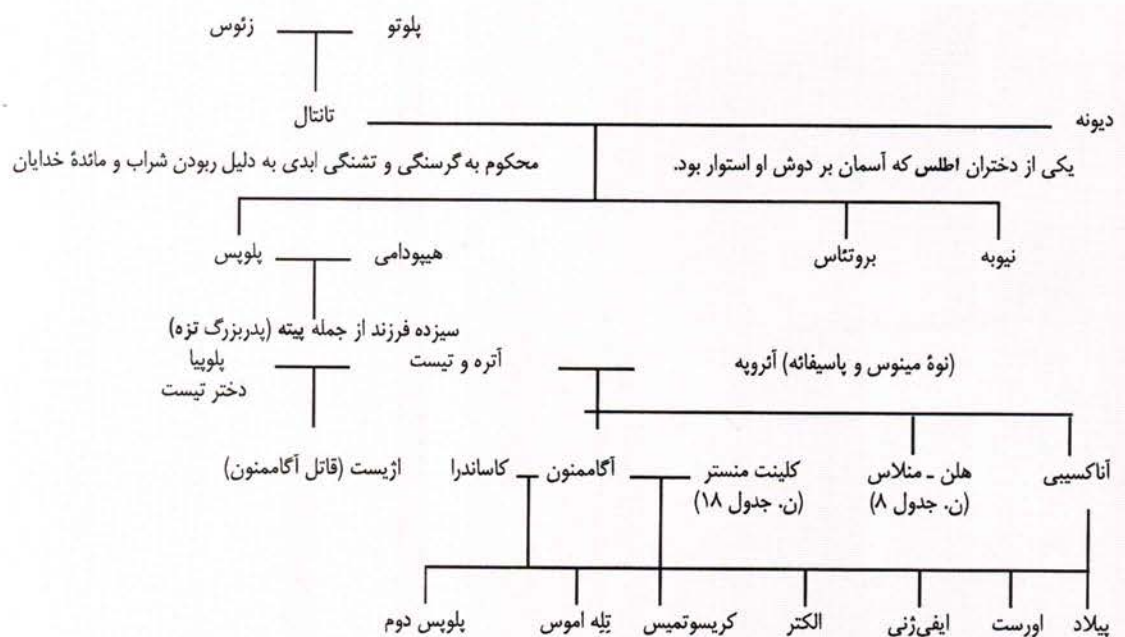 پلوتو زئوس
تانتال
دیونه
یکی از دختران اطلس که آسمان بر دوش او استوار بود.
محکوم به گرسنگی و تشنگی ابدی به دلیل ربودن شراب و مائدهٔ خدایان
نیوبه بروتئاس هیپودامی پلوپس
سیزده فرزند از جمله پیته (پدربزرگ تزه)
(نوهٔ مینوس و پاسیفائه) آئروپه آتره و تیست پلوپیا
دختر تیست
آناکسیبی هلن ـ منلاس کلینت منستر آگاممنون کاساندرا اژیست (قاتل آگاممنون)
(ن. جدول ۸) (ن. جدول ۱۸)
پیلاد اورست ایفی‌ژنی الکتر کریسوتمیس تِلِه اموس پلوپس دوم